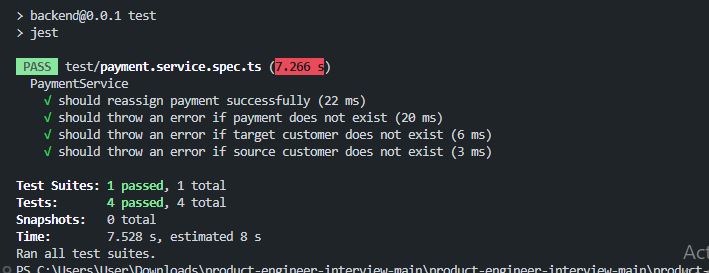 > backend@0.0.1 test
> jest
PASS test/payment.service.spec.ts (7.266 s)
PaymentService
√ should reassign payment successfully (22 ms)
√ should throw an error if payment does not exist (20 ms)
√ should throw an error if target customer does not exist (6 ms)
√ should throw an error if source customer does not exist (3 ms)
Test Suites: 1 passed, 1 total
Tests: 4 passed, 4 total
Snapshots: 0 total
Time: 7.528 s, estimated 8 s
Ran all test suites.
Act
PS C:\Users\User\Downloads\product-engineer-interview-main\product-engineer-interview-main\product-